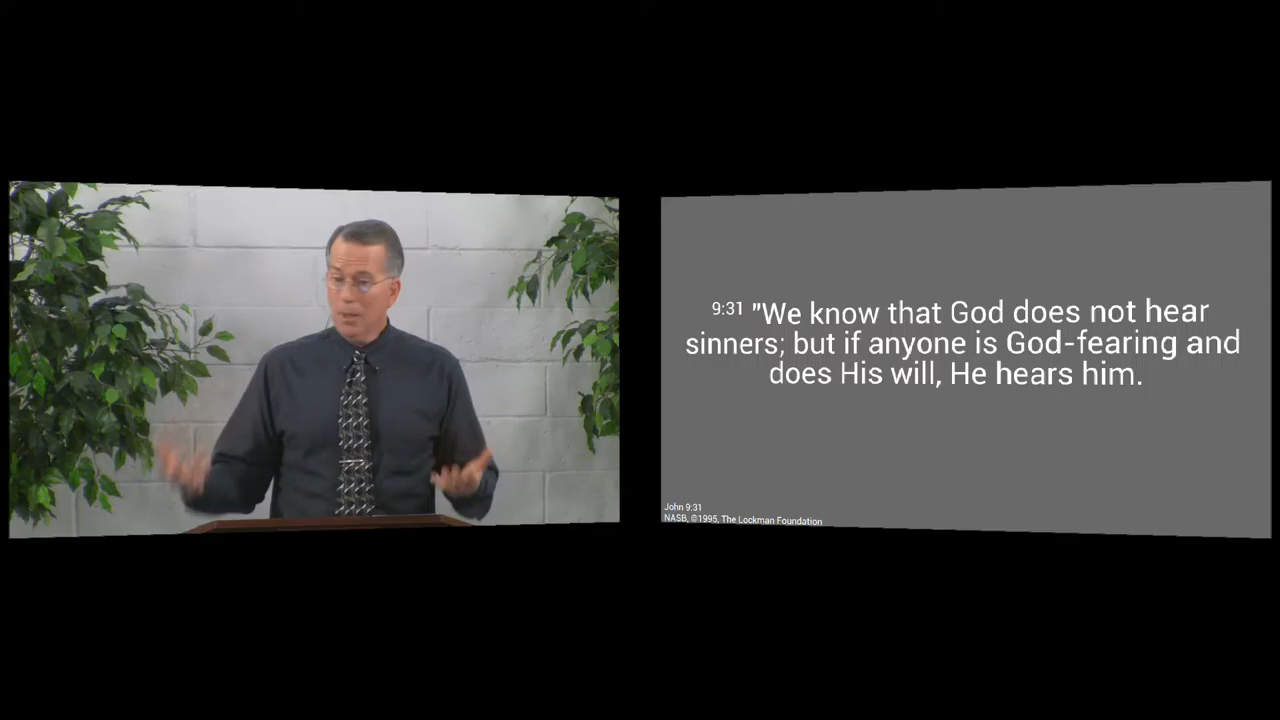 9:31 "We know that God does not hear
sinners; but if anyone is God-fearing and
does His will, He hears him.
John 9:31
NASB, ©1995, The Lockman Foundation